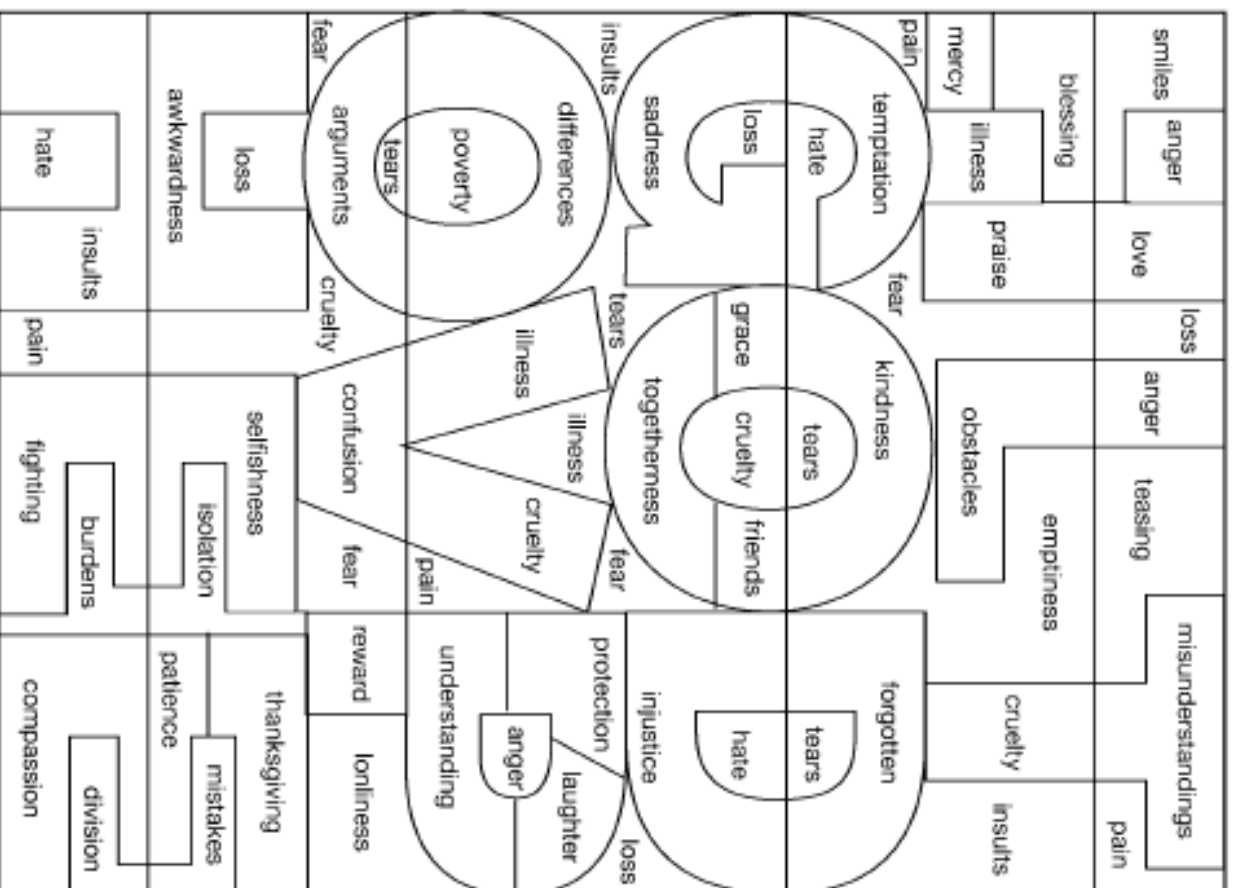 smiles
anger
love
loss
anger
teasing
misunderstandings
pain
mercy
blessing
illness
praise
obstacles
emptiness
cruelty
insults
pain
temptation
fear
kindness
forgotten
hate
tears
tears
loss
grace
cruelty
friends
hate
insults
sadness
tears
togetherness
fear
protection
injustice
loss
differences
illness
illness
cruelty
anger
laughter
poverty
tears
pain
understanding
fear
arguments
cruelty
confusion
fear
reward
lonliness
loss
selfishness
isolation
thanksgiving
mistakes
awkwardness
patience
hate
insults
pain
fighting
burdens
compassion
division